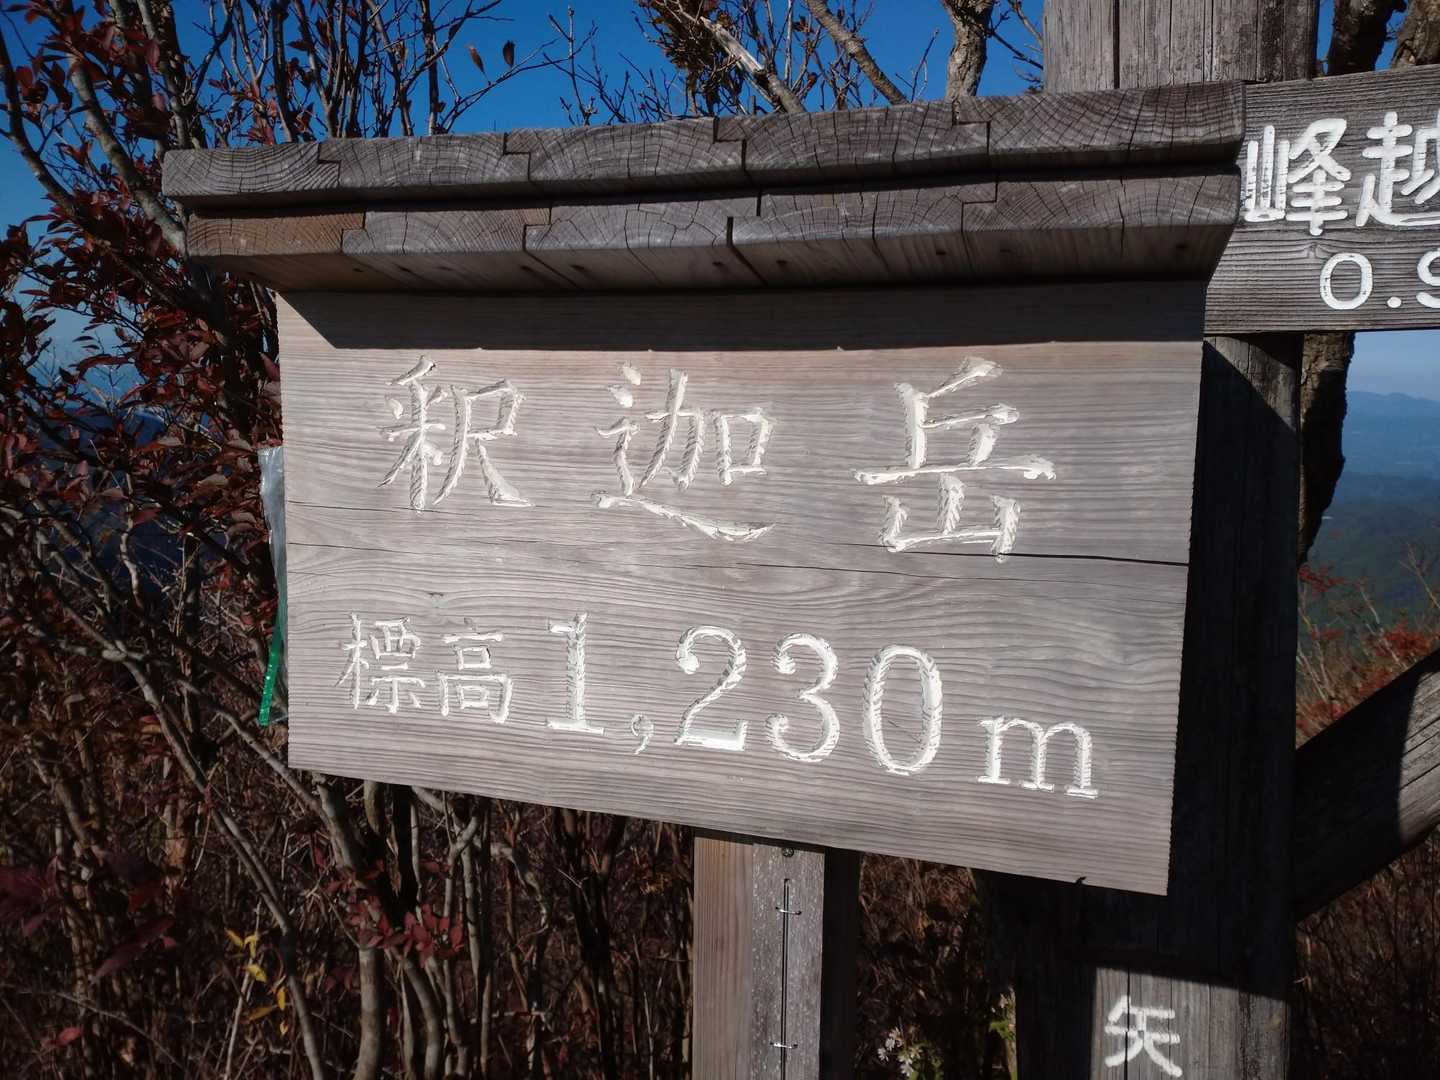 釈迦岳
標高1,230m
峰越
0.9
矢